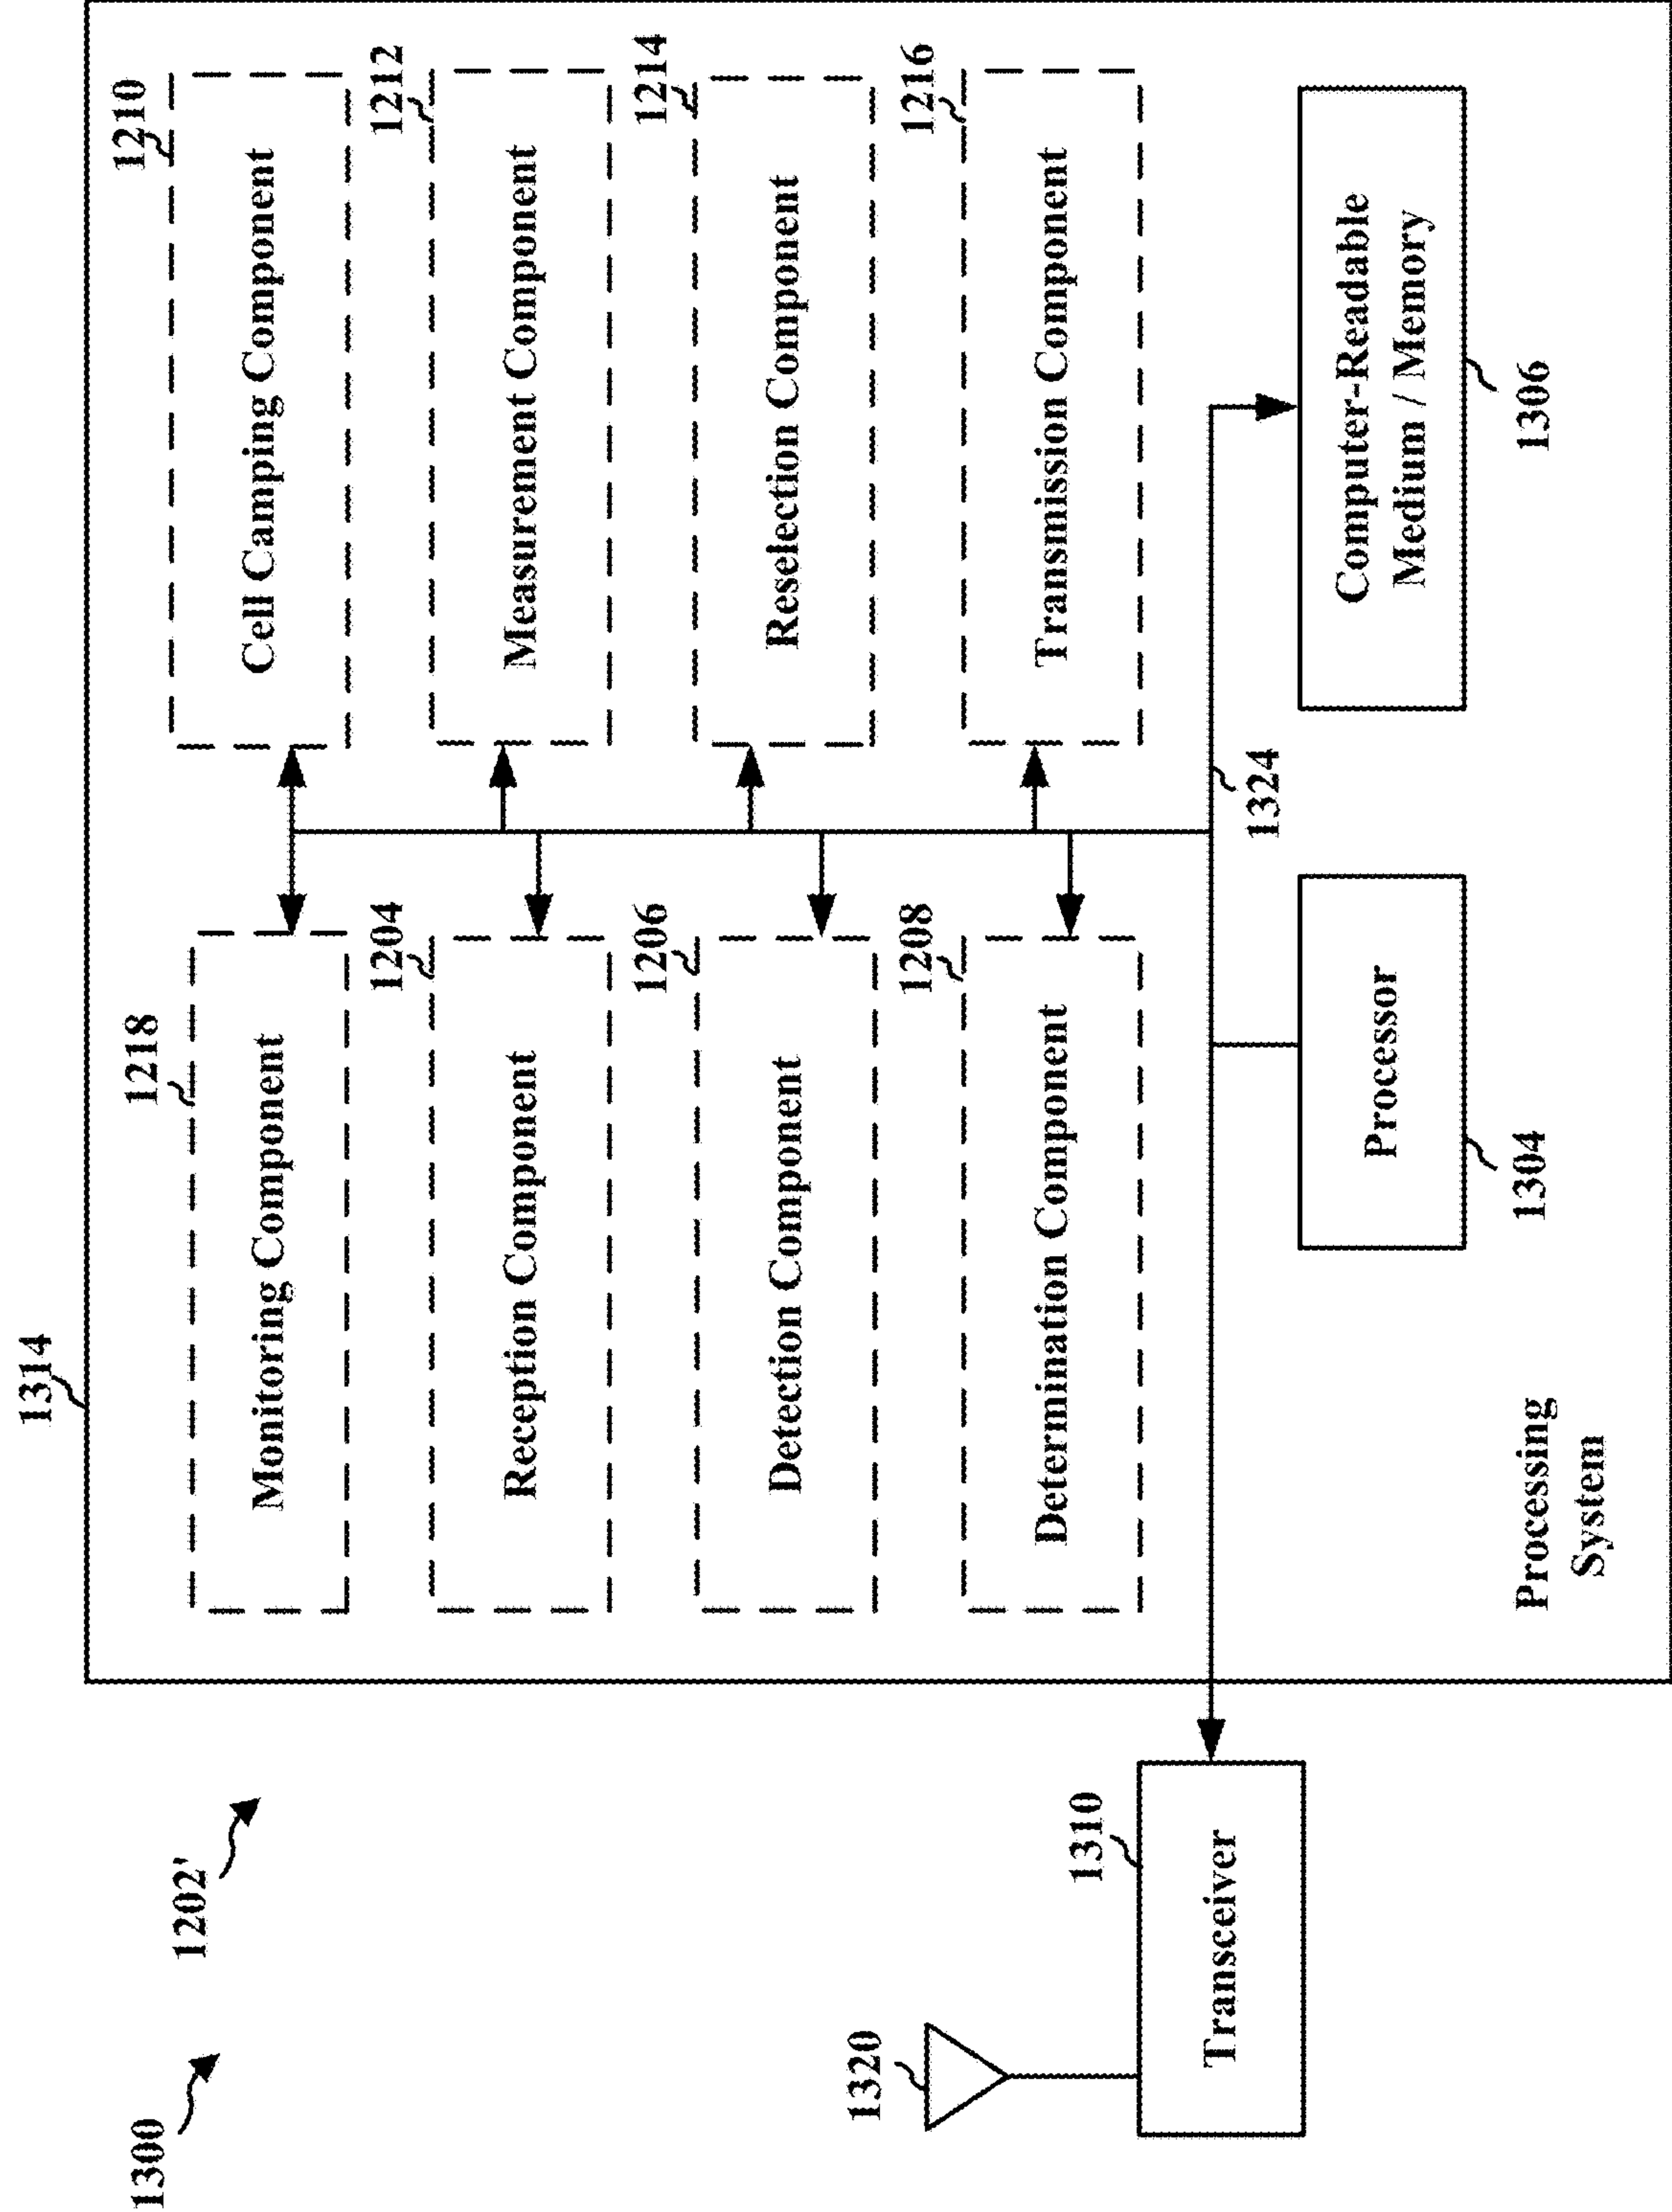 1300
1202'
1314
1218
Monitoring Component
1210
Cell Camping Component
1204
Reception Component
1212
Measurement Component
1206
Detection Component
1214
Reselection Component
1208
Determination Component
1216
Transmission Component
1320
1310
Transceiver
1324
Processor
1304
Computer-Readable
Medium / Memory
1306
Processing
System